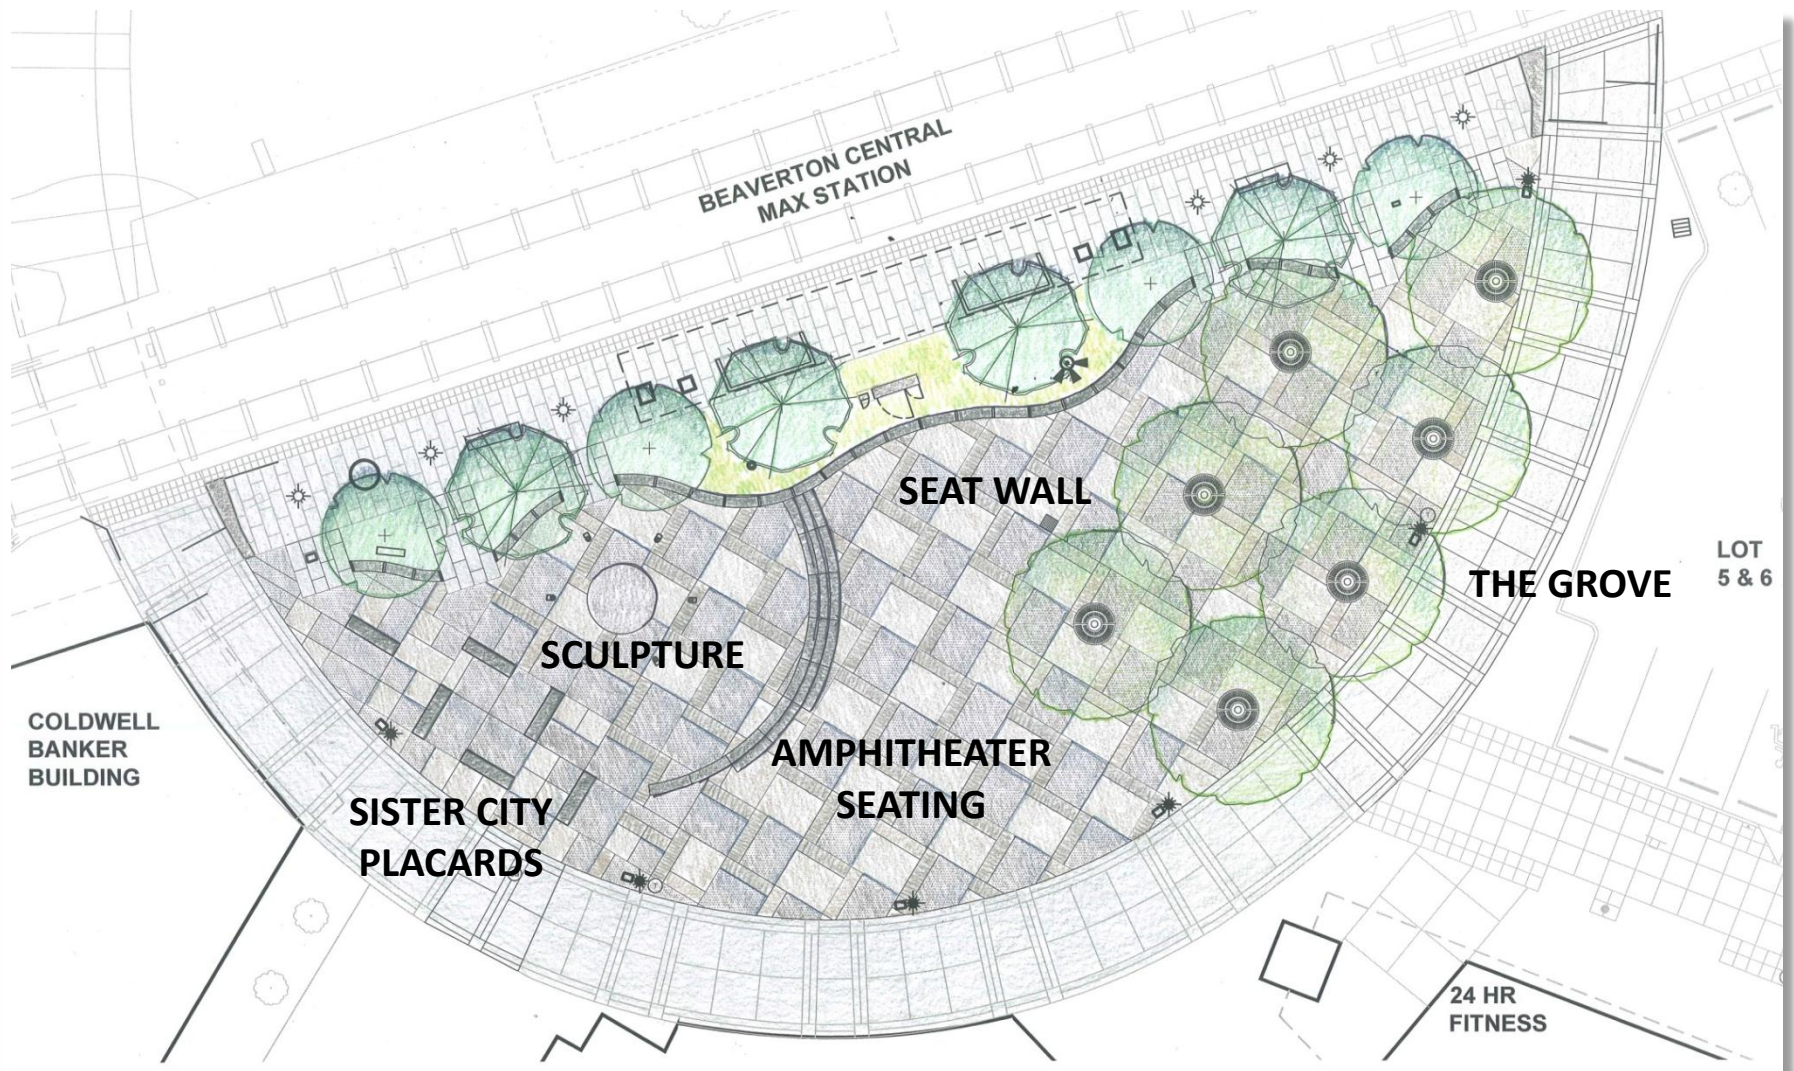 BEAVERTON CENTRAL
MAX STATION
SEAT WALL
THE GROVE
LOT
5 & 6
SCULPTURE
COLDWELL
BANKER
BUILDING
AMPHITHEATER
SEATING
SISTER CITY
PLACARDS
24 HR
FITNESS